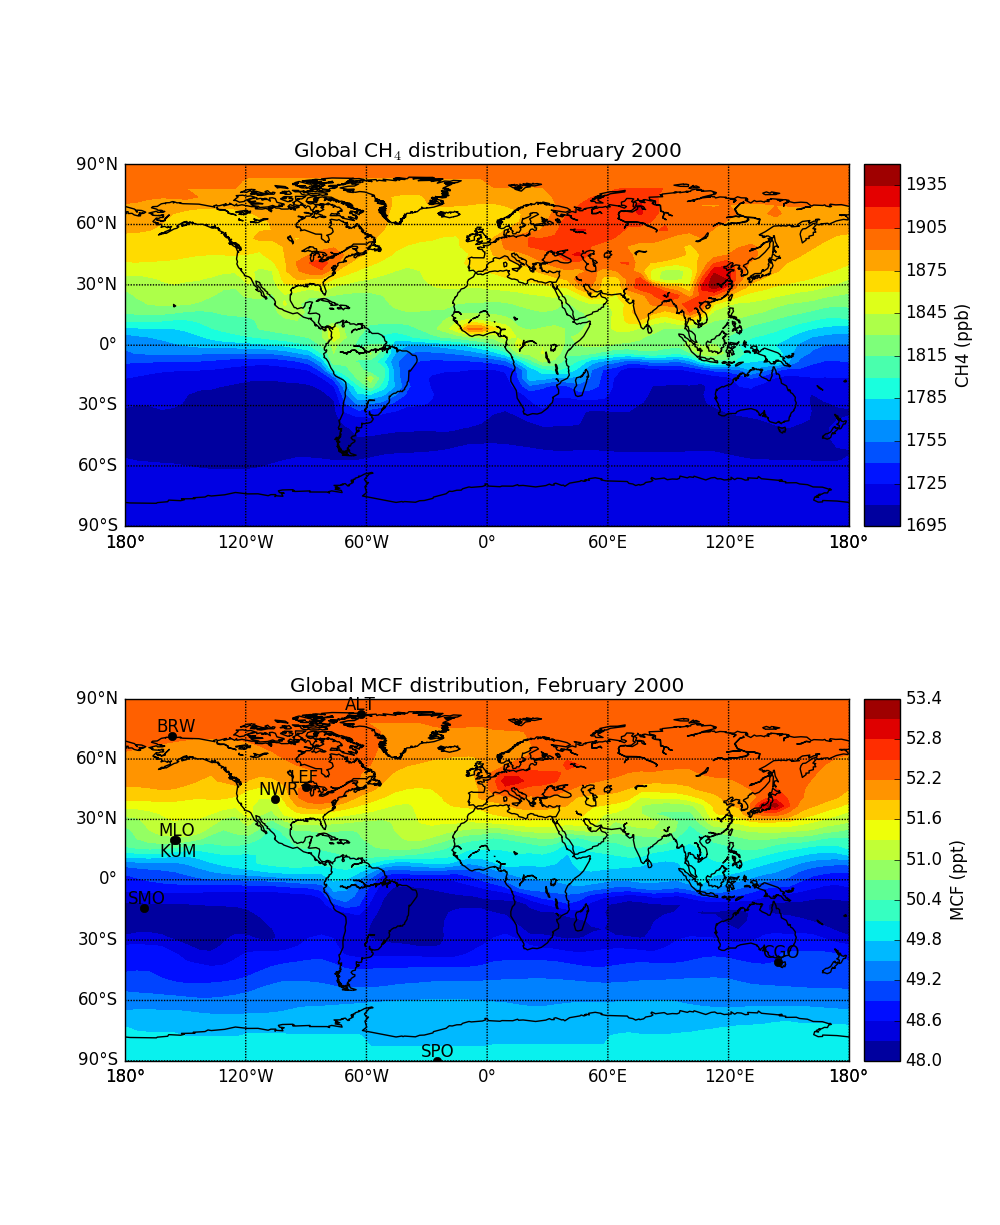 Global CH₄ distribution, February 2000
90°N
60°N
30°N
0°
30°S
60°S
90°S
180° 120°W 60°W 0° 60°E 120°E 180°
1935
1905
1875
1845
1815
1785
1755
1725
1695
CH4 (ppb)
Global MCF distribution, February 2000
90°N
60°N
30°N
0°
30°S
60°S
90°S
180° 120°W 60°W 0° 60°E 120°E 180°
ALT
BRW
LEF
NWR
MLO
KUM
SMO
CGO
SPO
53.4
52.8
52.2
51.6
51.0
50.4
49.8
49.2
48.6
48.0
MCF (ppt)